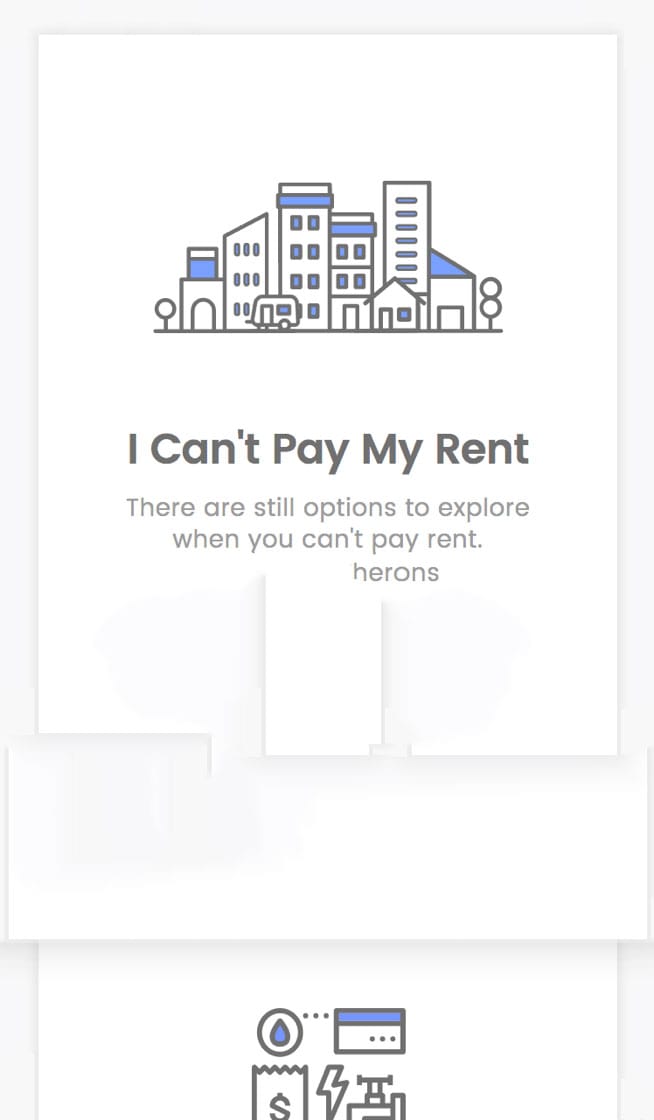 I Can't Pay My Rent
There are still options to explore
when you can't pay rent.
herons
$